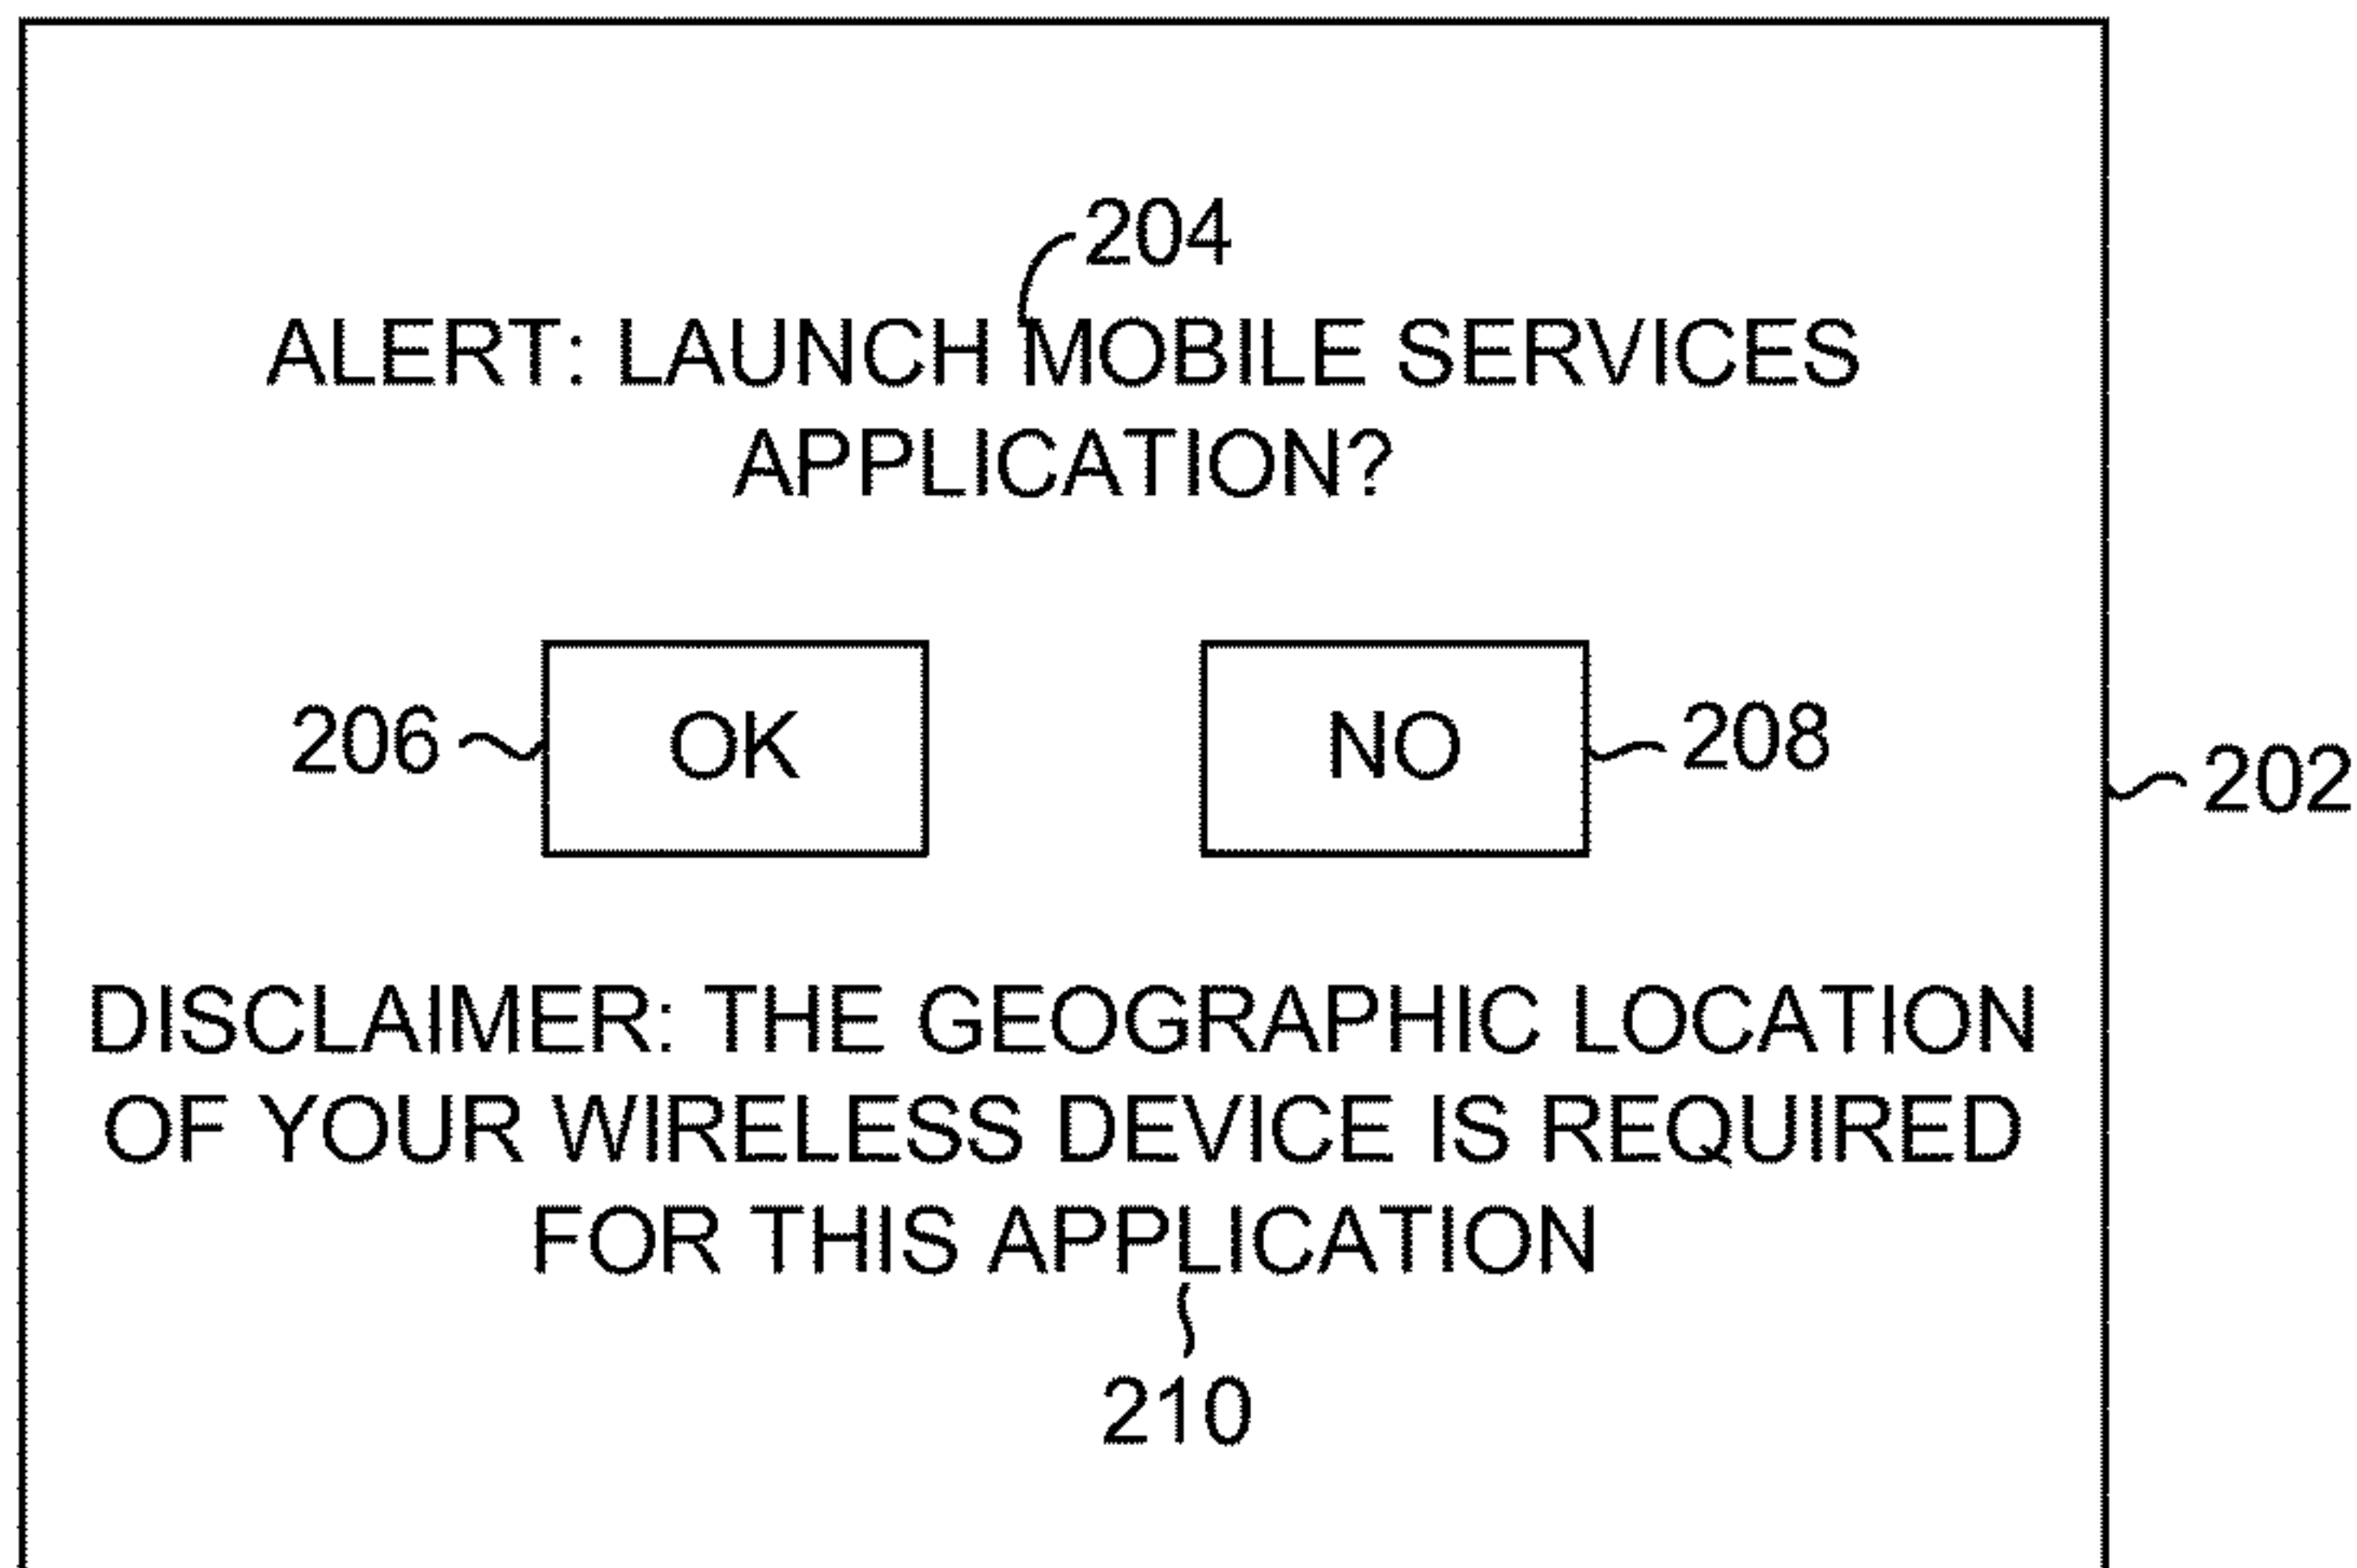 204
ALERT: LAUNCH MOBILE SERVICES
APPLICATION?
206 OK NO 208
202
DISCLAIMER: THE GEOGRAPHIC LOCATION
OF YOUR WIRELESS DEVICE IS REQUIRED
FOR THIS APPLICATION
210